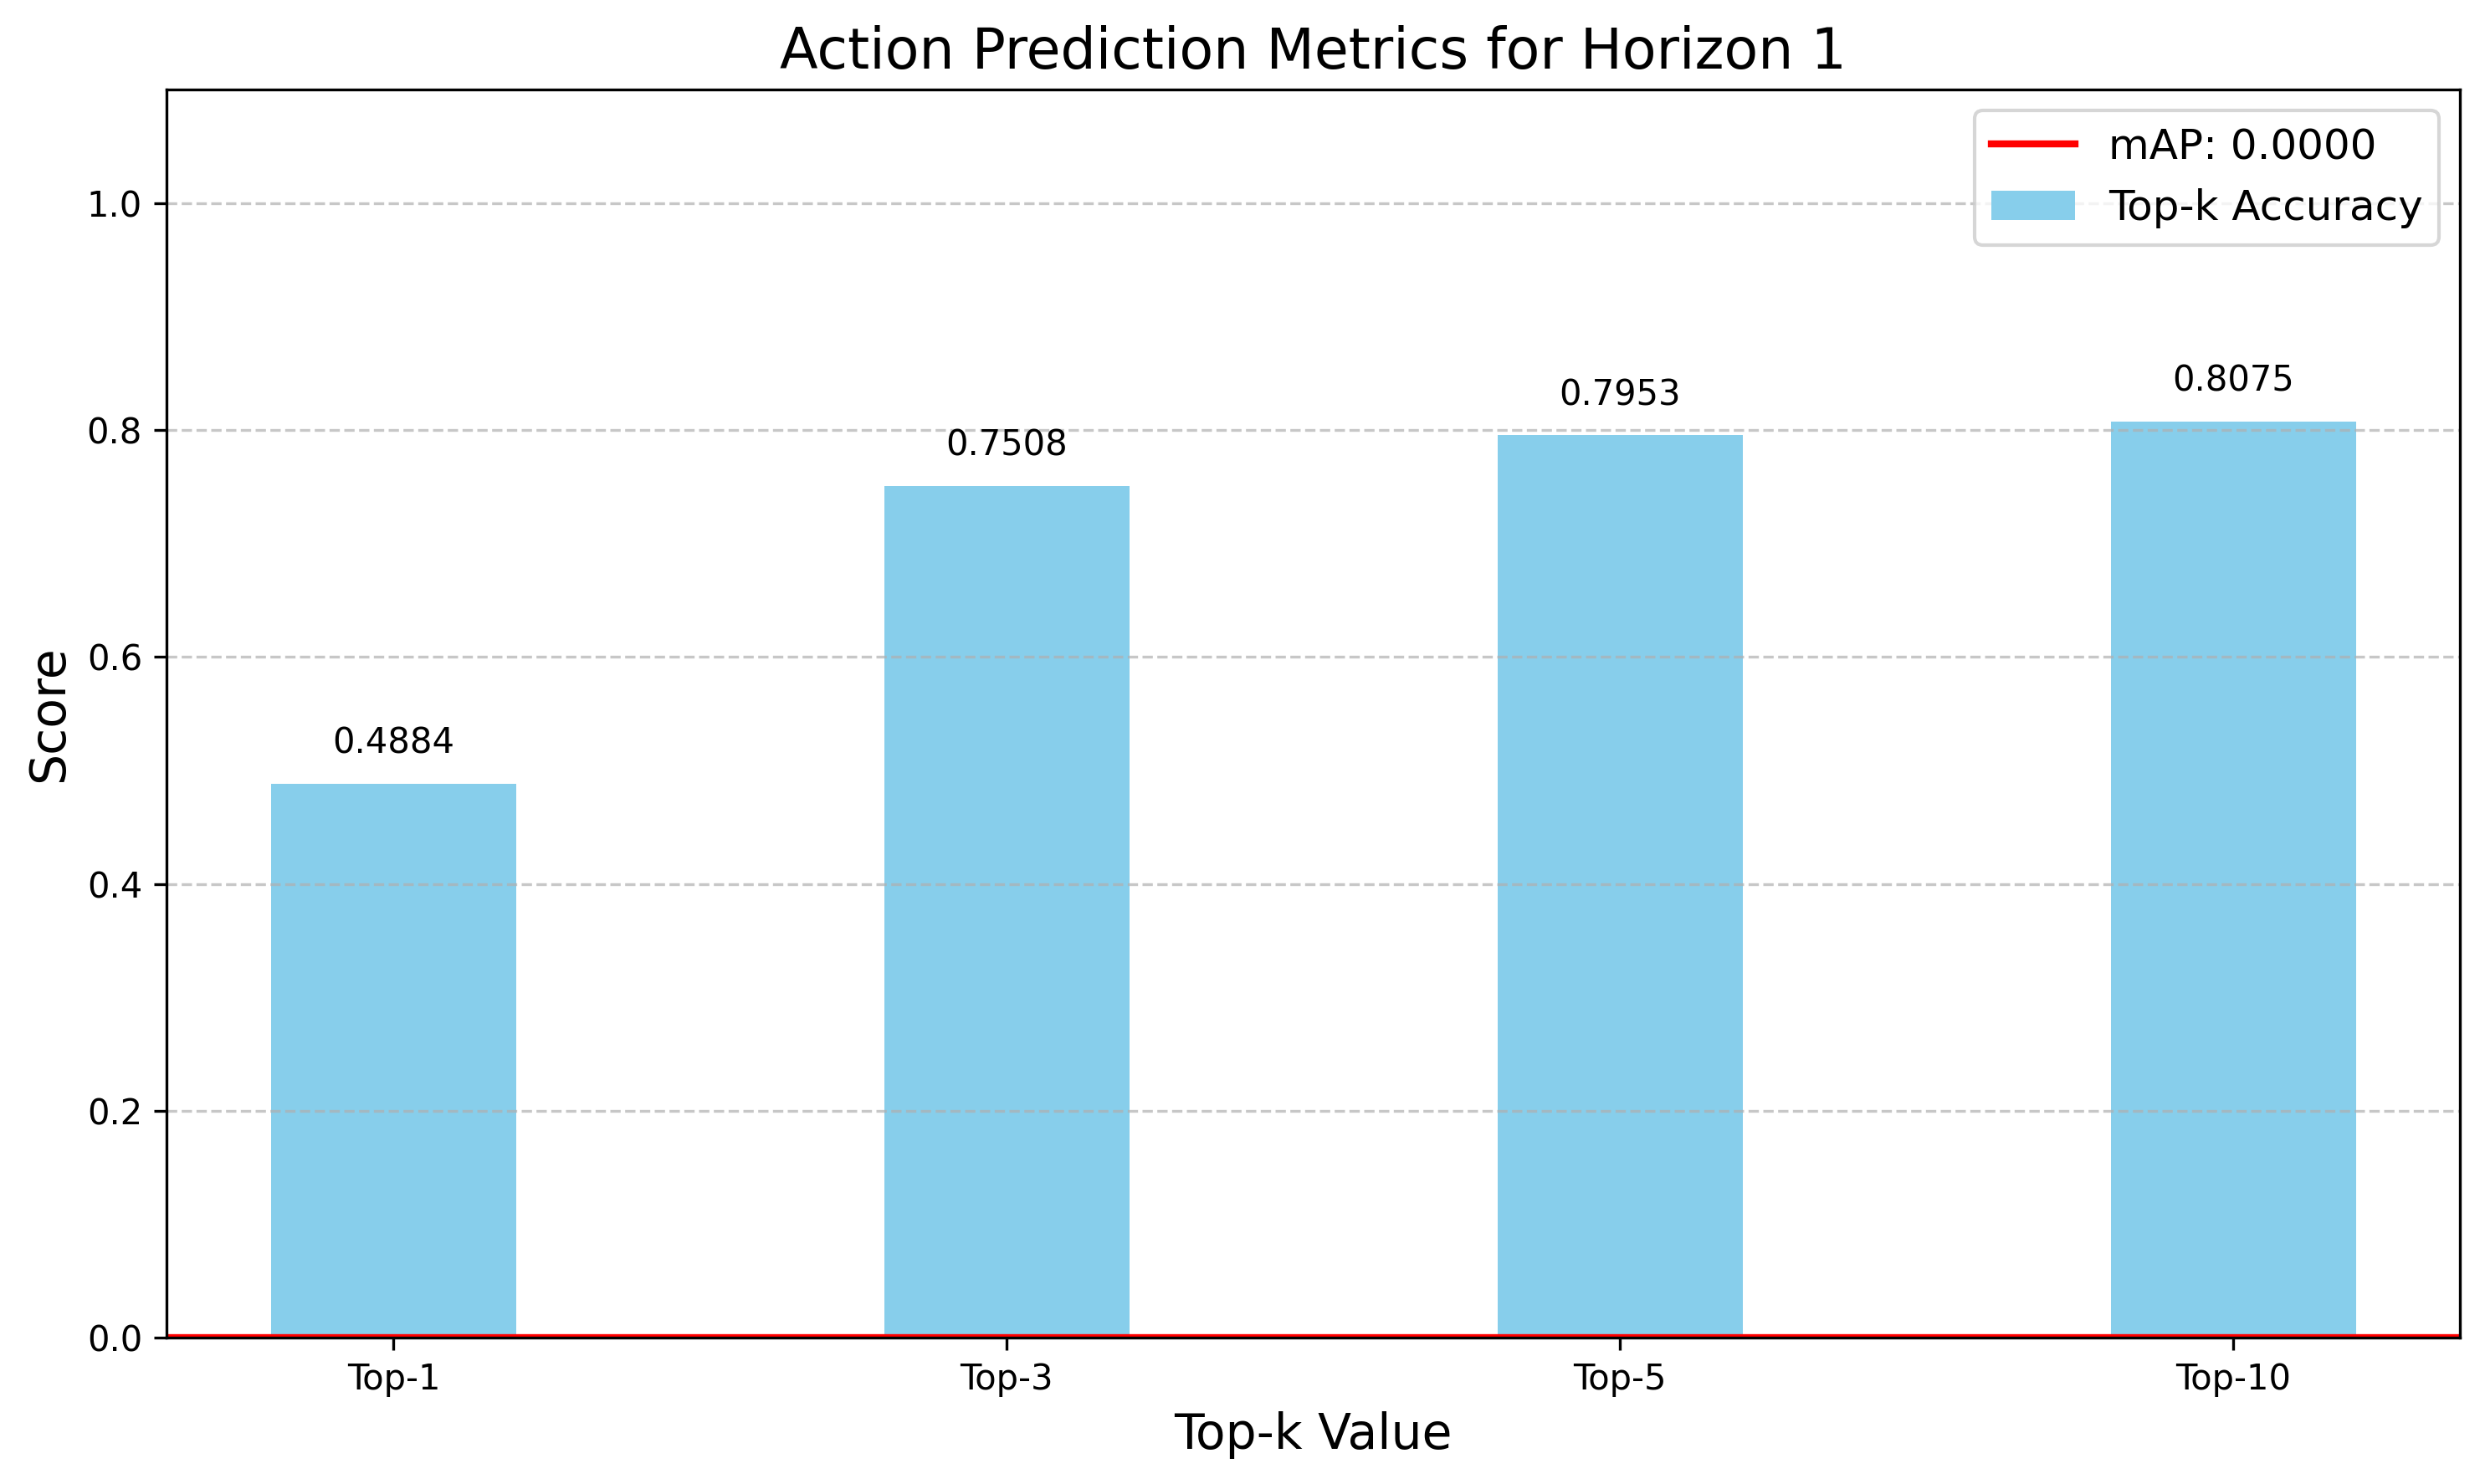 Action Prediction Metrics for Horizon 1
mAP: 0.0000
Top-k Accuracy
1.0
0.8
0.6
0.4
0.2
0.0
Score
0.4884
0.7508
0.7953
0.8075
Top-1
Top-3
Top-5
Top-10
Top-k Value